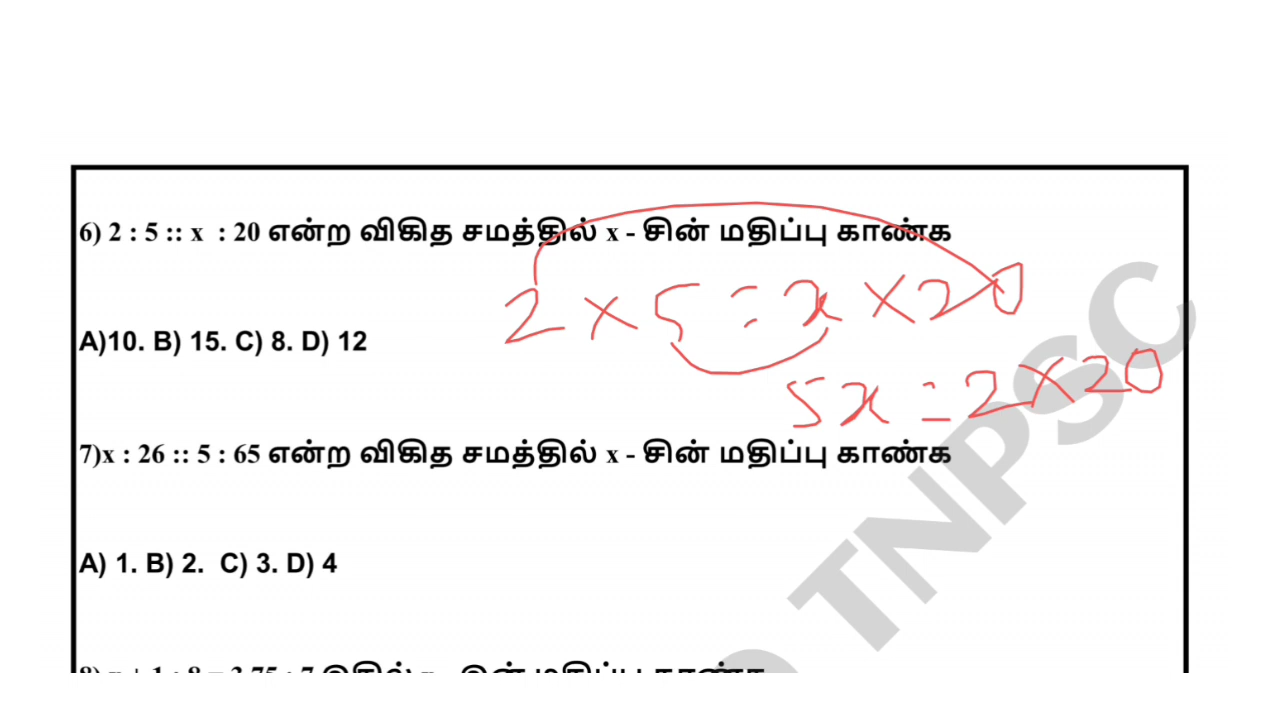 6) 2 : 5 :: x : 20 என்ற விகித சமத்தில் x - சின் மதிப்பு காண்க
2 × 5 = x × 20
A)10. B) 15. C) 8. D) 12
5x = 2 × 20
7)x : 26 :: 5 : 65 என்ற விகித சமத்தில் x - சின் மதிப்பு காண்க
A) 1. B) 2. C) 3. D) 4
TNPSC